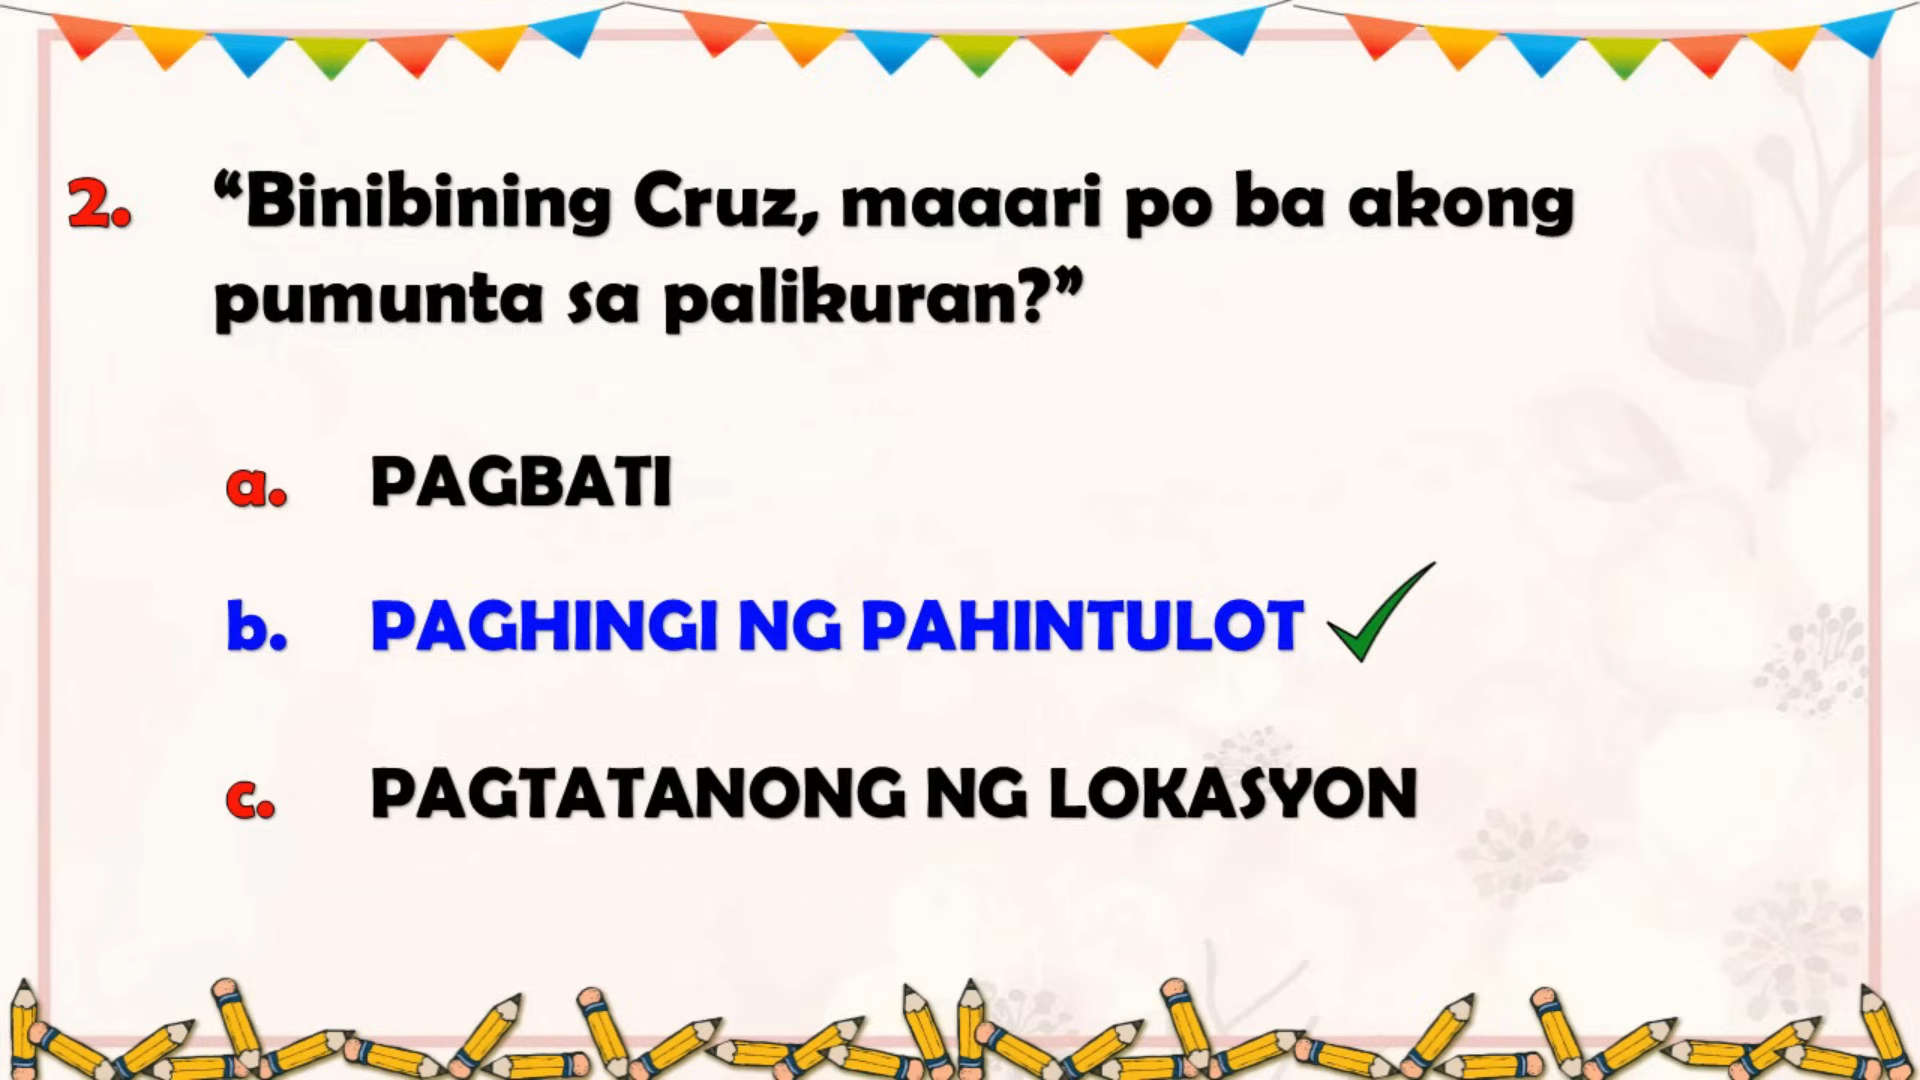 2. “Binibining Cruz, maaari po ba akong
pumunta sa palikuran?”
a. PAGBATI
b. PAGHINGI NG PAHINTULOT
c. PAGTATANONG NG LOKASYON